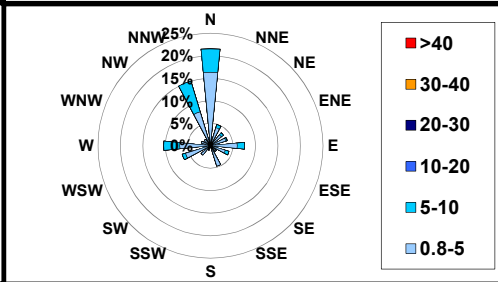 N
NNE
NE
ENE
E
ESE
SE
SSE
S
SSW
SW
WSW
W
WNW
NW
NNW
25%
20%
15%
10%
5%
0%
>40
30-40
20-30
10-20
5-10
0.8-5